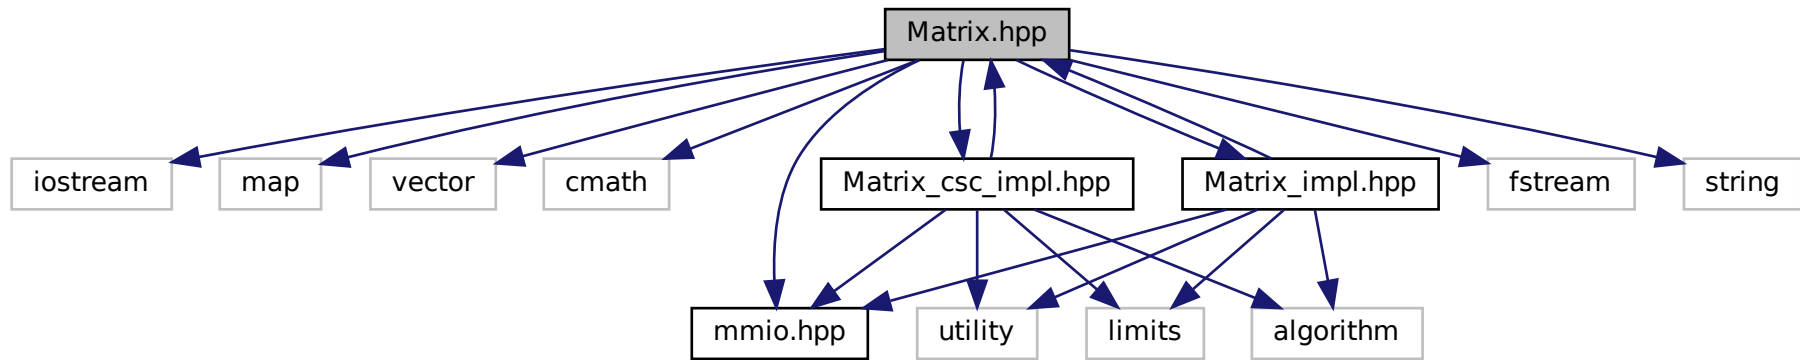 Matrix.hpp
iostream
map
vector
cmath
Matrix_csc_impl.hpp
Matrix_impl.hpp
fstream
string
mmio.hpp
utility
limits
algorithm